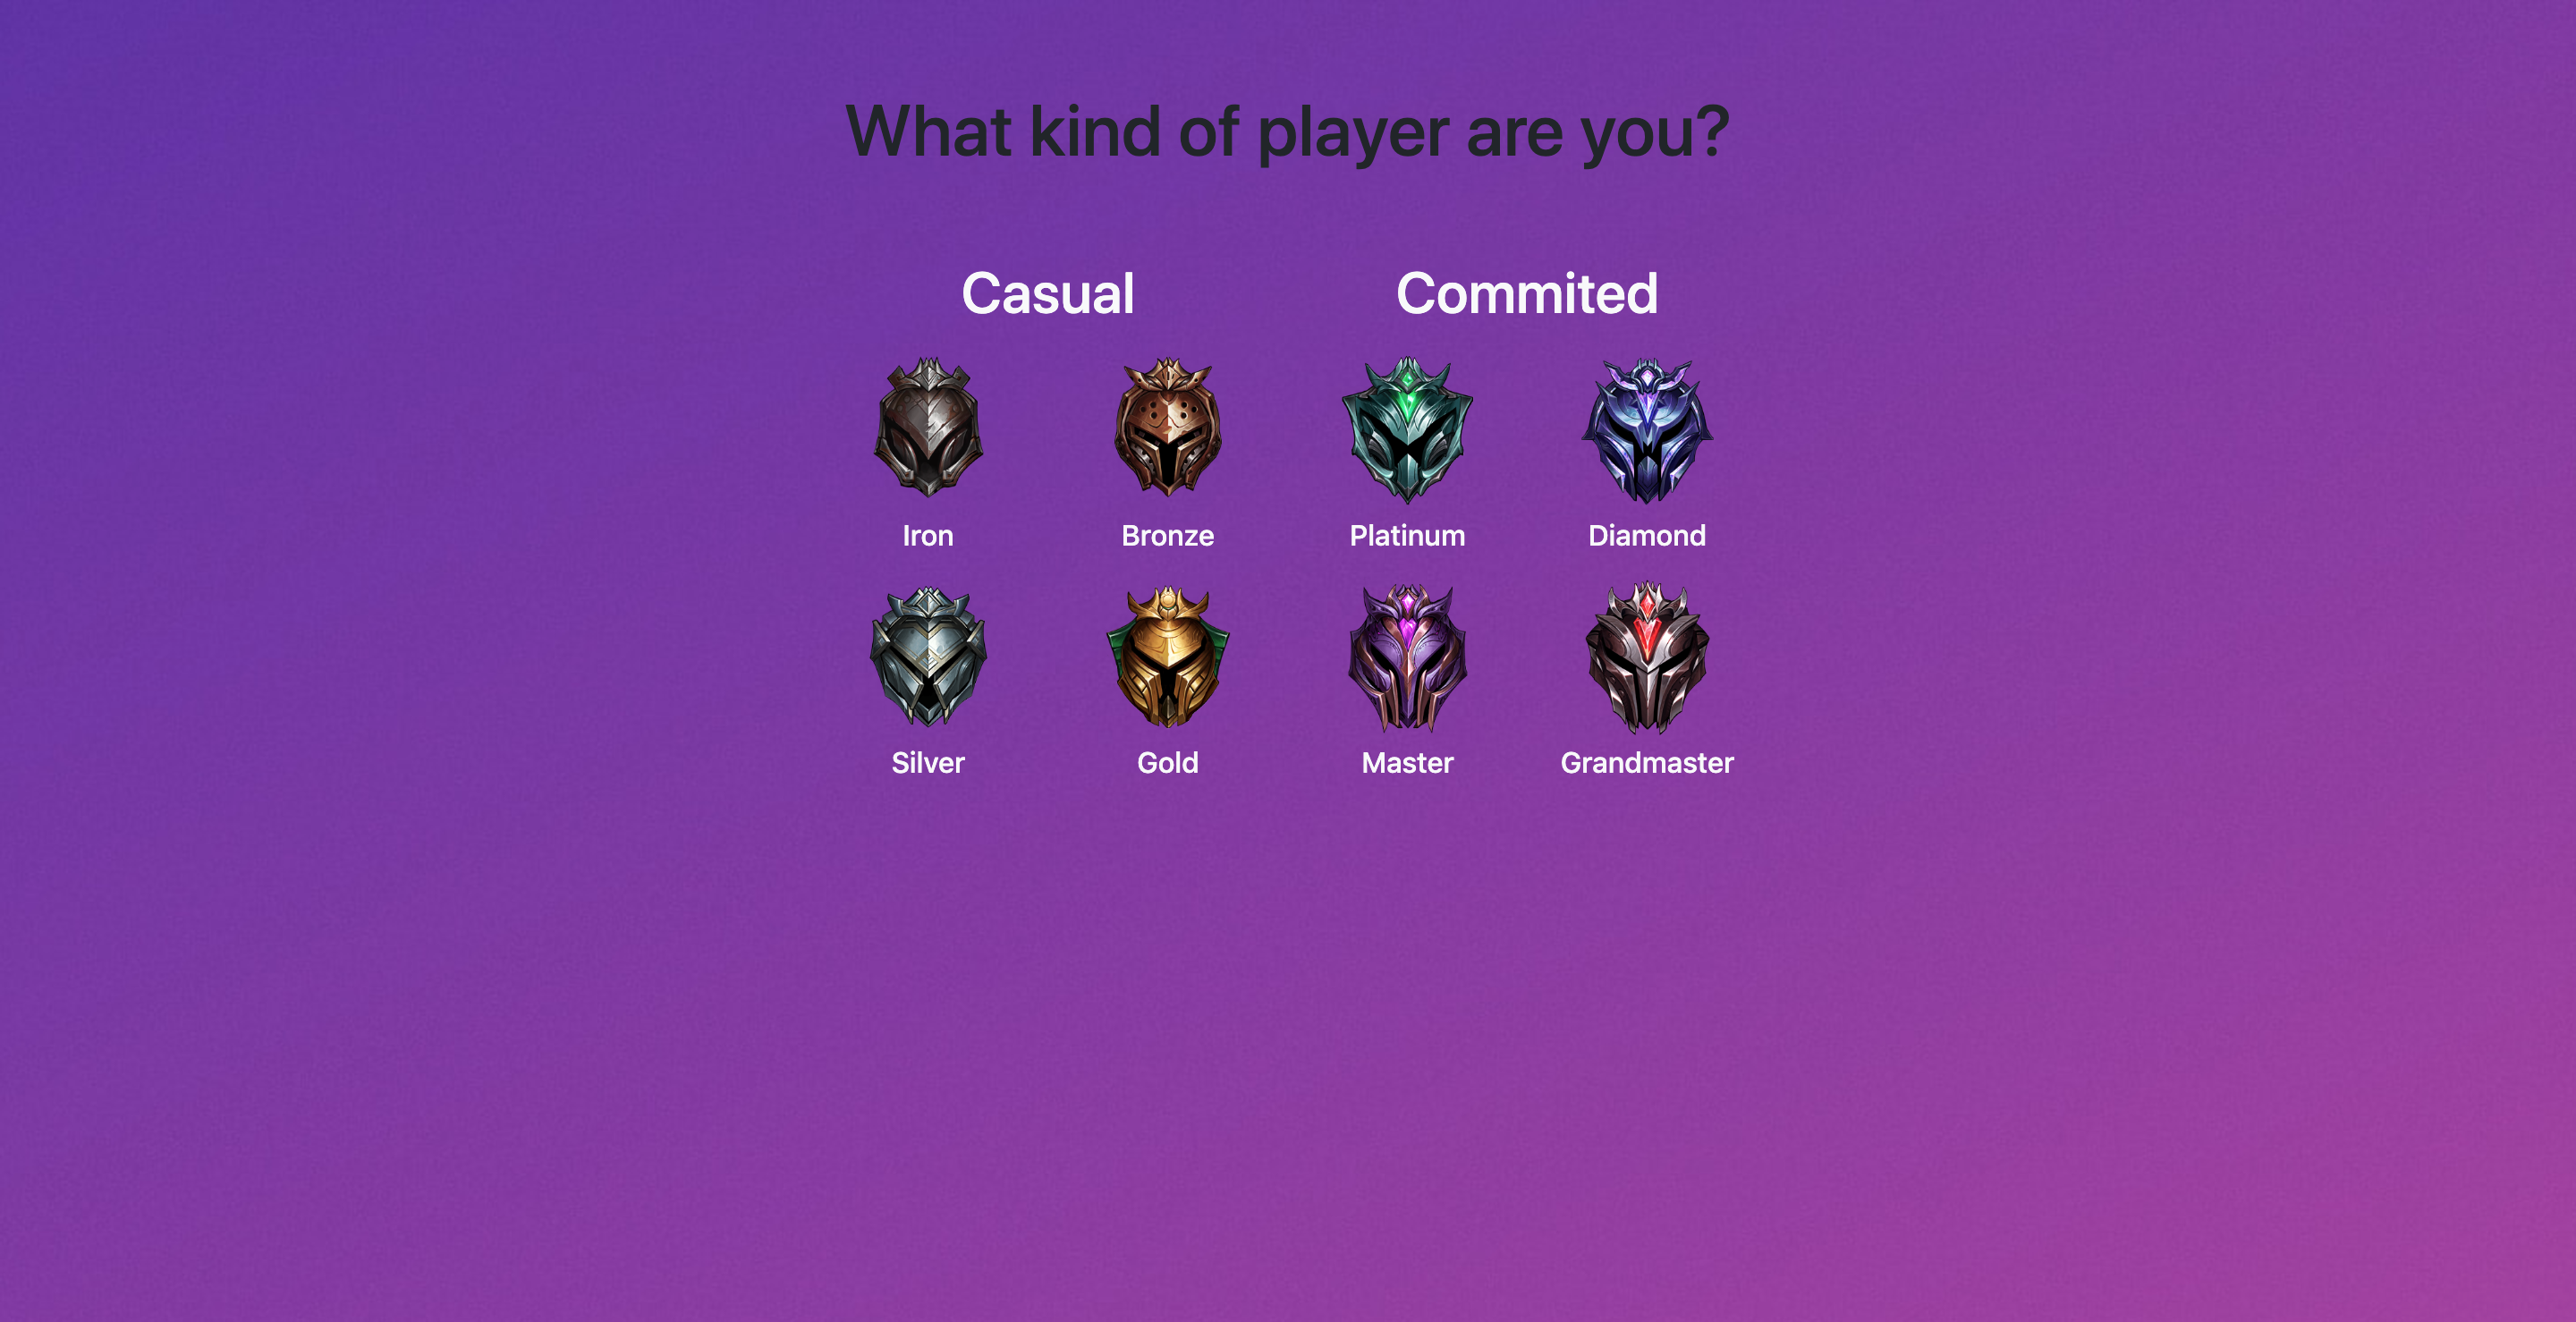 What kind of player are you?
Casual
Commited
Iron
Bronze
Platinum
Diamond
Silver
Gold
Master
Grandmaster